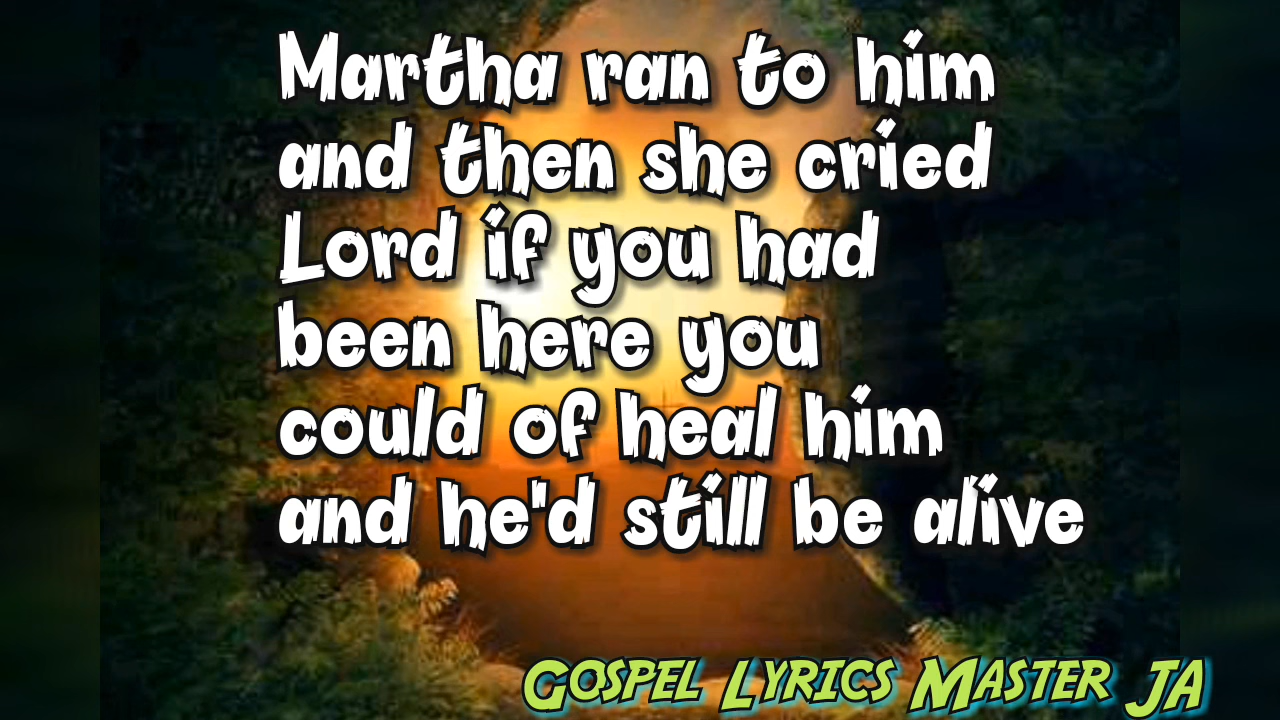 Martha ran to him
and then she cried
Lord if you had
been here you
could of heal him
and he'd still be alive
Gospel Lyrics Master JA